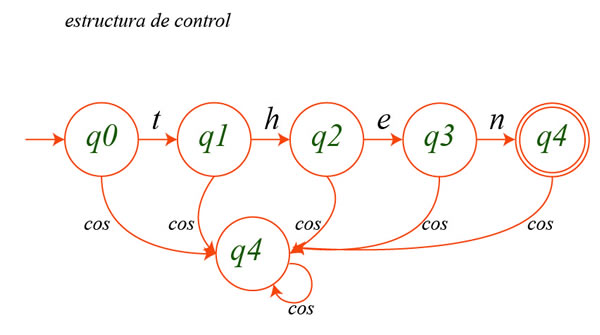 estructura de control
t h e n
q0 q1 q2 q3 q4
cos cos cos cos cos
q4
cos